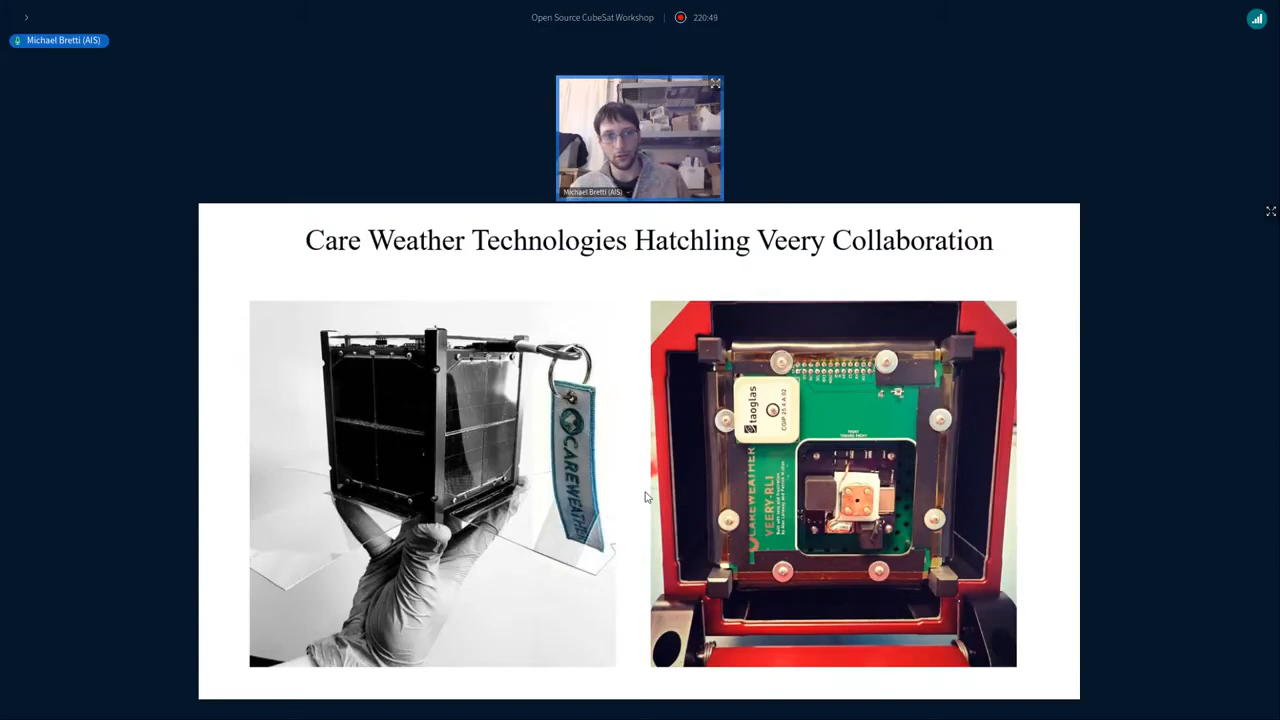 Open Source CubeSat Workshop
220:49
Michael Bretti (AIS)
Michael Bretti (AIS)
Care Weather Technologies Hatchling Veery Collaboration
CAREWEATHER
taoglas
CAREWEATHER
VEERY-RL1